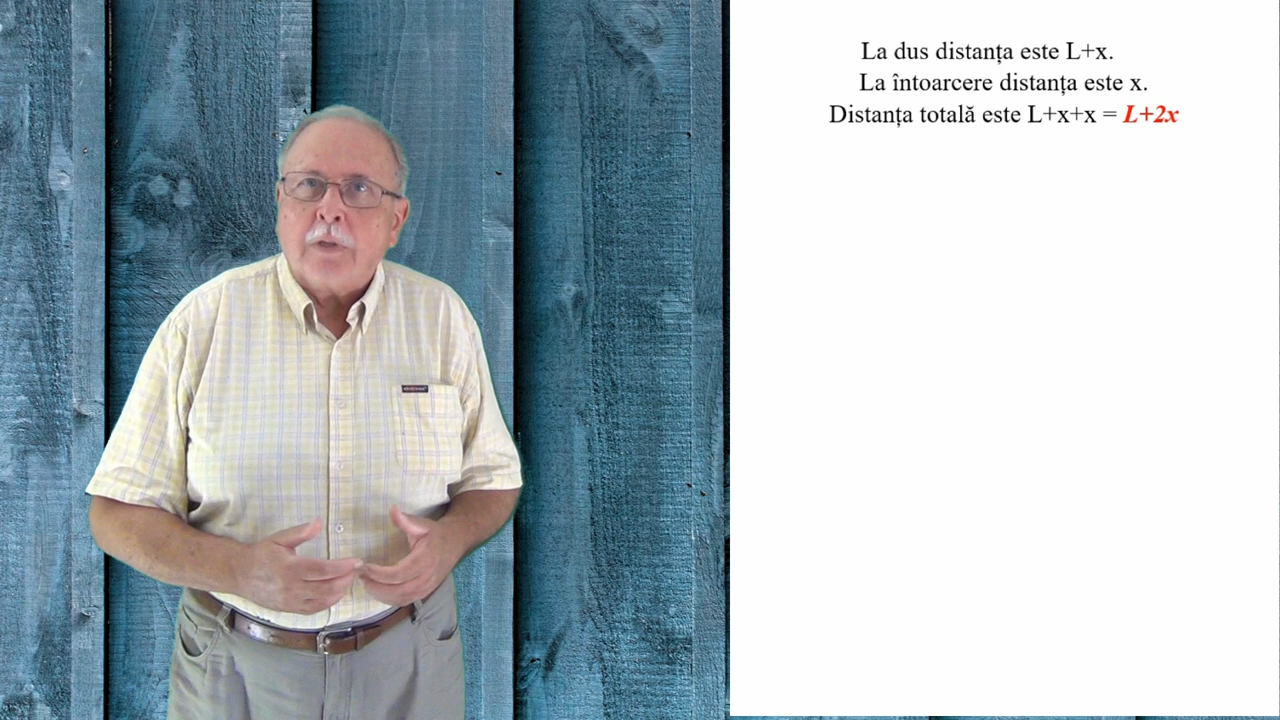 La dus distanța este L+x.
La întoarcere distanța este x.
Distanța totală este L+x+x = L+2x